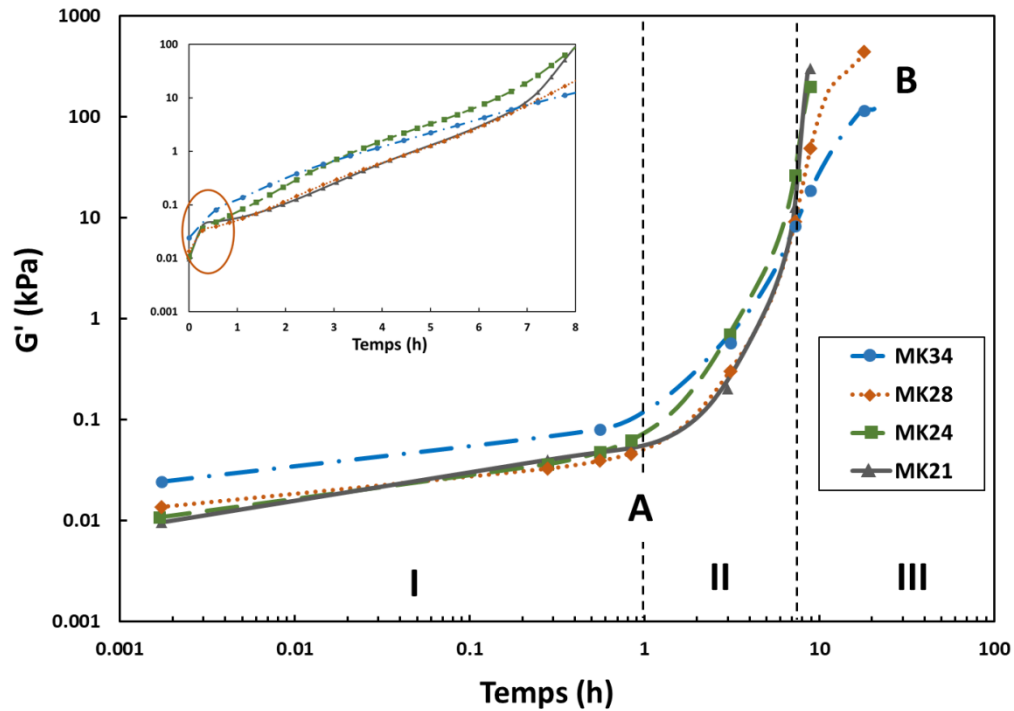 1000
100
10
1
0.1
0.01
0.001
G' (kPa)
100
10
1
0.1
0.01
0.001
0 1 2 3 4 5 6 7 8
Temps (h)
B
MK34
MK28
MK24
MK21
A
I II III
0.001 0.01 0.1 1 10 100
Temps (h)